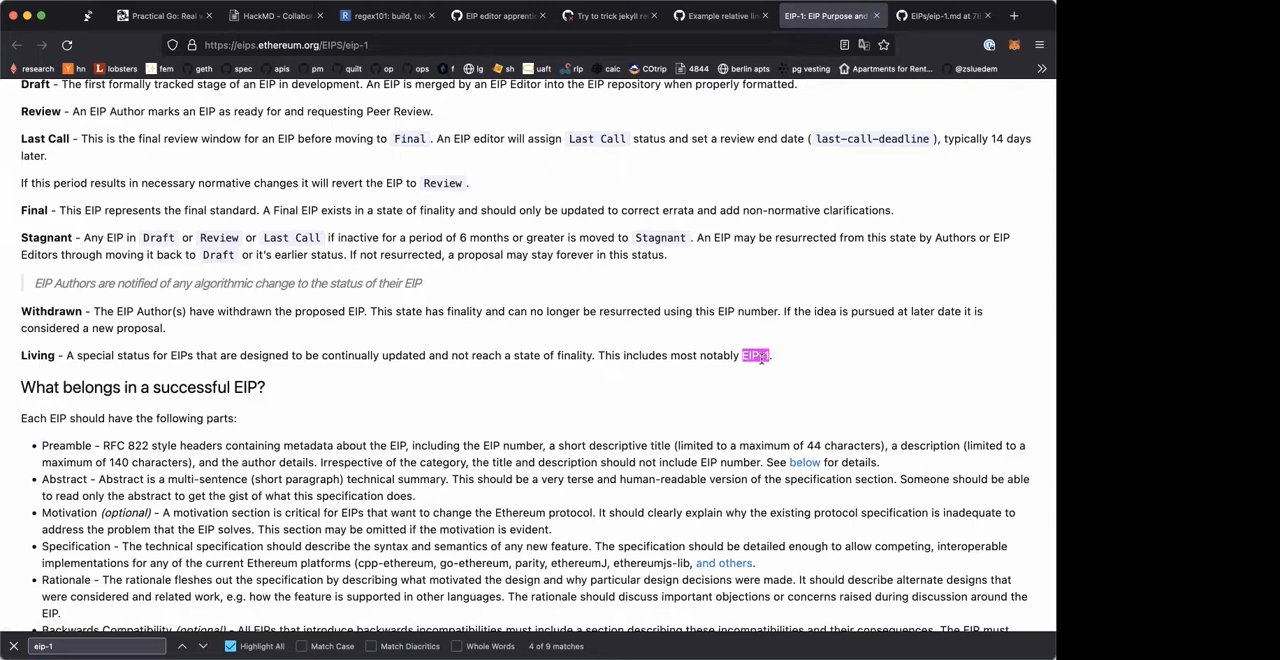 Practical Go: Real w
HackMD - Collabor
regex101: build, tes
EIP editor apprenti
Try to trick jekyll re
Example relative lin
EIP-1: EIP Purpose and
EIPs/eip-1.md at 7
https://eips.ethereum.org/EIPS/eip-1
research hn lobsters fem geth spec apis pm quilt op ops f lg sh uaft rlp caic COtrip 4844 berlin apts pg vesting Apartments for Rent... @zsluedem
Draft - The first formally tracked stage of an EIP in development. An EIP is merged by an EIP Editor into the EIP repository when properly formatted.
Review - An EIP Author marks an EIP as ready for and requesting Peer Review.
Last Call - This is the final review window for an EIP before moving to Final . An EIP editor will assign Last Call status and set a review end date ( last-call-deadline ), typically 14 days
later.
If this period results in necessary normative changes it will revert the EIP to Review .
Final - This EIP represents the final standard. A Final EIP exists in a state of finality and should only be updated to correct errata and add non-normative clarifications.
Stagnant - Any EIP in Draft or Review or Last Call if inactive for a period of 6 months or greater is moved to Stagnant . An EIP may be resurrected from this state by Authors or EIP
Editors through moving it back to Draft or it's earlier status. If not resurrected, a proposal may stay forever in this status.
EIP Authors are notified of any algorithmic change to the status of their EIP
Withdrawn - The EIP Author(s) have withdrawn the proposed EIP. This state has finality and can no longer be resurrected using this EIP number. If the idea is pursued at later date it is
considered a new proposal.
Living - A special status for EIPs that are designed to be continually updated and not reach a state of finality. This includes most notably EIP-1.
What belongs in a successful EIP?
Each EIP should have the following parts:
• Preamble - RFC 822 style headers containing metadata about the EIP, including the EIP number, a short descriptive title (limited to a maximum of 44 characters), a description (limited to a
maximum of 140 characters), and the author details. Irrespective of the category, the title and description should not include EIP number. See below for details.
• Abstract - Abstract is a multi-sentence (short paragraph) technical summary. This should be a very terse and human-readable version of the specification section. Someone should be able
to read only the abstract to get the gist of what this specification does.
• Motivation (optional) - A motivation section is critical for EIPs that want to change the Ethereum protocol. It should clearly explain why the existing protocol specification is inadequate to
address the problem that the EIP solves. This section may be omitted if the motivation is evident.
• Specification - The technical specification should describe the syntax and semantics of any new feature. The specification should be detailed enough to allow competing, interoperable
implementations for any of the current Ethereum platforms (cpp-ethereum, go-ethereum, parity, ethereumJ, ethereumjs-lib, and others.
• Rationale - The rationale fleshes out the specification by describing what motivated the design and why particular design decisions were made. It should describe alternate designs that
were considered and related work, e.g. how the feature is supported in other languages. The rationale should discuss important objections or concerns raised during discussion around the
EIP.
• Backwards Compatibility (optional) - All EIPs that introduce backwards incompatibilities must include a section describing these incompatibilities and their consequences. The EIP must
eip-1 Highlight All Match Case Match Diacritics Whole Words 4 of 9 matches